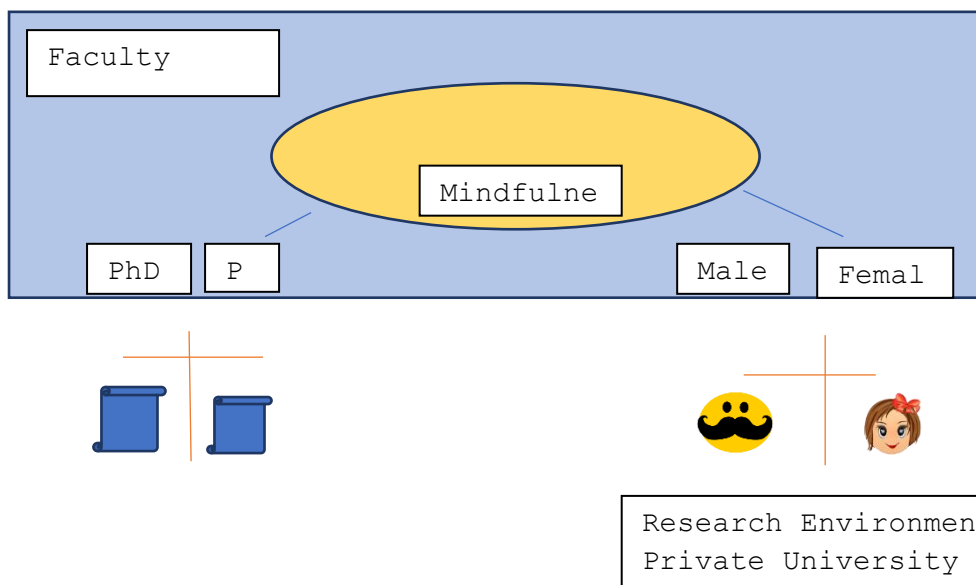 Faculty
Mindfulne
PhD
P
Male
Femal
Research Environmen
Private University